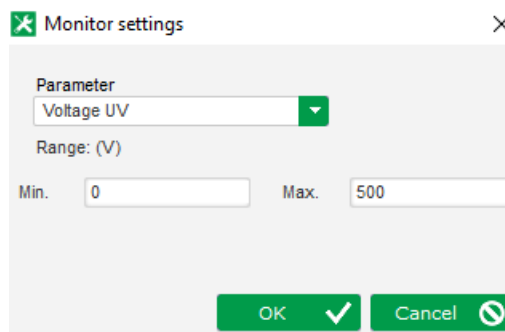 Monitor settings
Parameter
Voltage UV
Range: (V)
Min. 0 Max. 500
OK Cancel